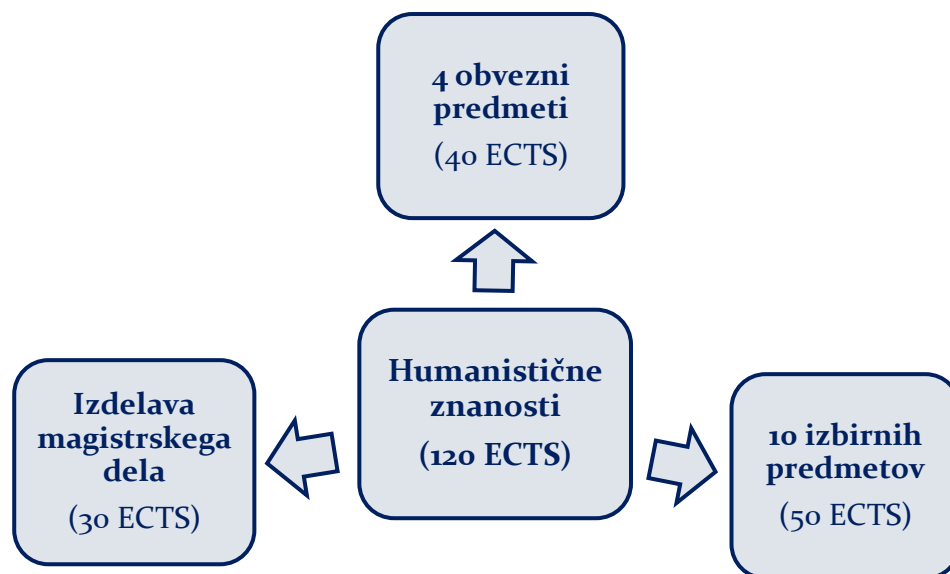 4 obvezni
predmeti
(40 ECTS)
Humanistične
znanosti
(120 ECTS)
Izdelava
magistrskega
dela
(30 ECTS)
10 izbirnih
predmetov
(50 ECTS)